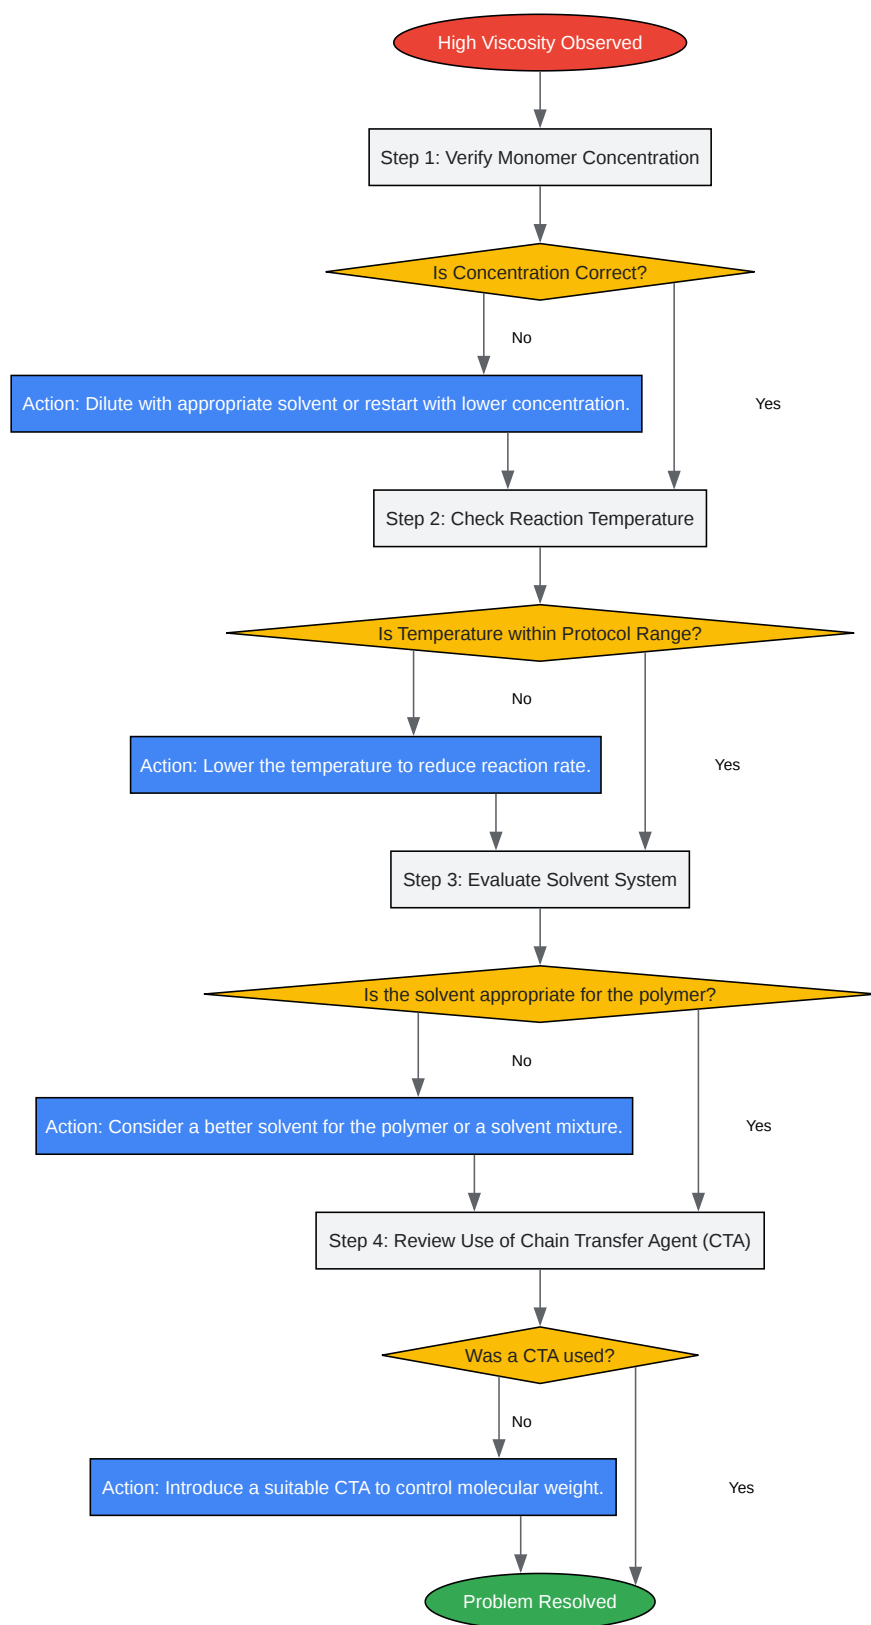 High Viscosity Observed
Step 1: Verify Monomer Concentration
Is Concentration Correct?
No
Action: Dilute with appropriate solvent or restart with lower concentration.
Yes
Step 2: Check Reaction Temperature
Is Temperature within Protocol Range?
No
Action: Lower the temperature to reduce reaction rate.
Yes
Step 3: Evaluate Solvent System
Is the solvent appropriate for the polymer?
No
Action: Consider a better solvent for the polymer or a solvent mixture.
Yes
Step 4: Review Use of Chain Transfer Agent (CTA)
Was a CTA used?
No
Action: Introduce a suitable CTA to control molecular weight.
Yes
Problem Resolved